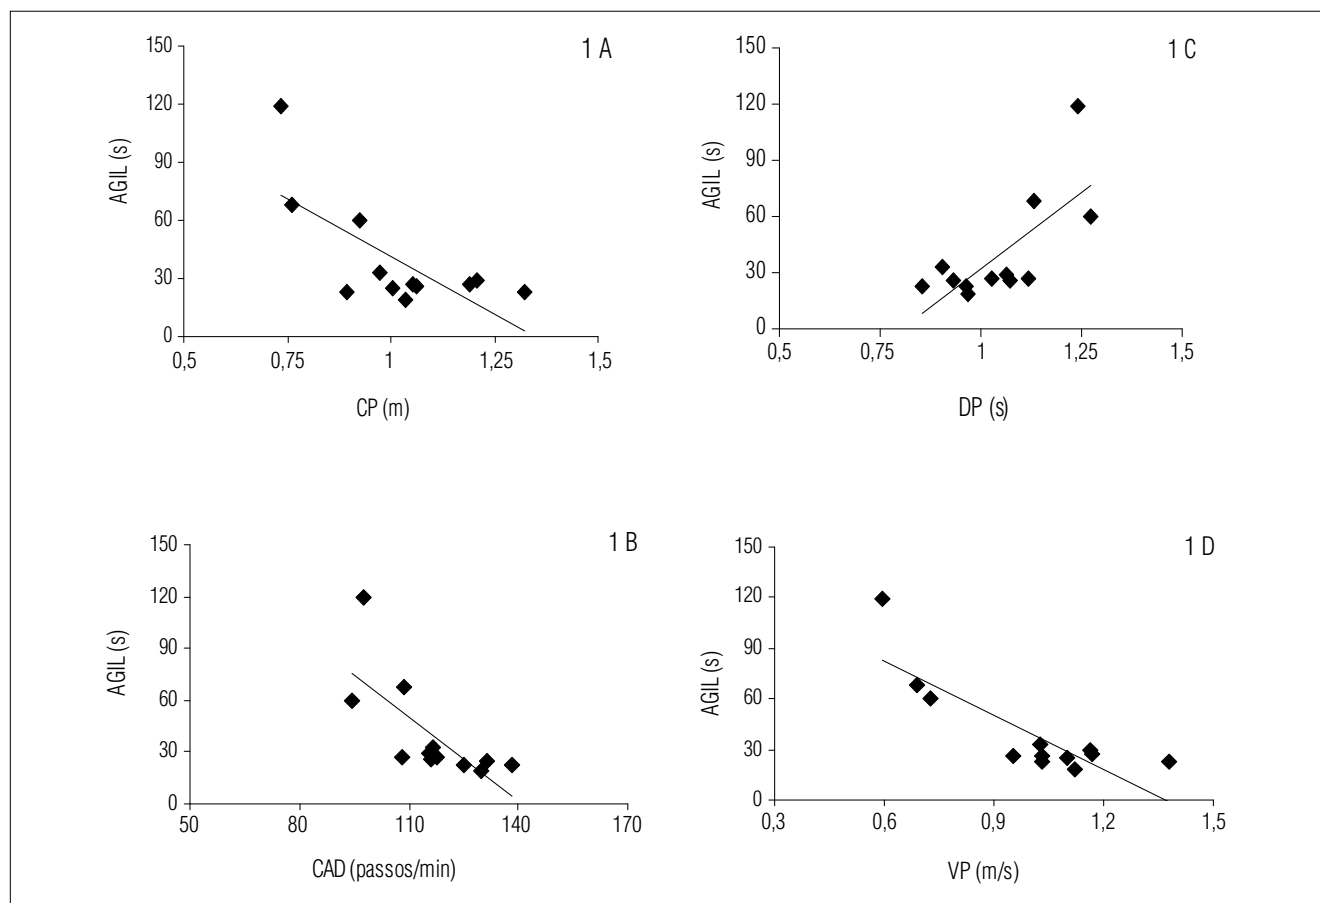 1 A
150
120
90
60
30
0
AGIL (s)
0,5 0,75 1 1,25 1,5
CP (m)
1 C
150
120
90
60
30
0
AGIL (s)
0,5 0,75 1 1,25 1,5
DP (s)
1 B
150
120
90
60
30
0
AGIL (s)
50 80 110 140 170
CAD (passos/min)
1 D
150
120
90
60
30
0
AGIL (s)
0,3 0,6 0,9 1,2 1,5
VP (m/s)